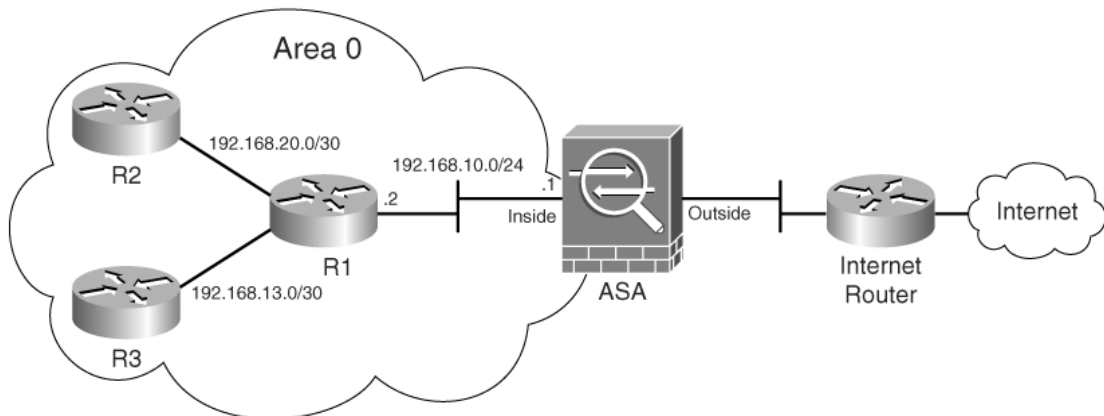 Area 0
192.168.20.0/30
R2
192.168.10.0/24
.2
.1
Inside
Outside
Internet
R1
Internet
Router
ASA
192.168.13.0/30
R3